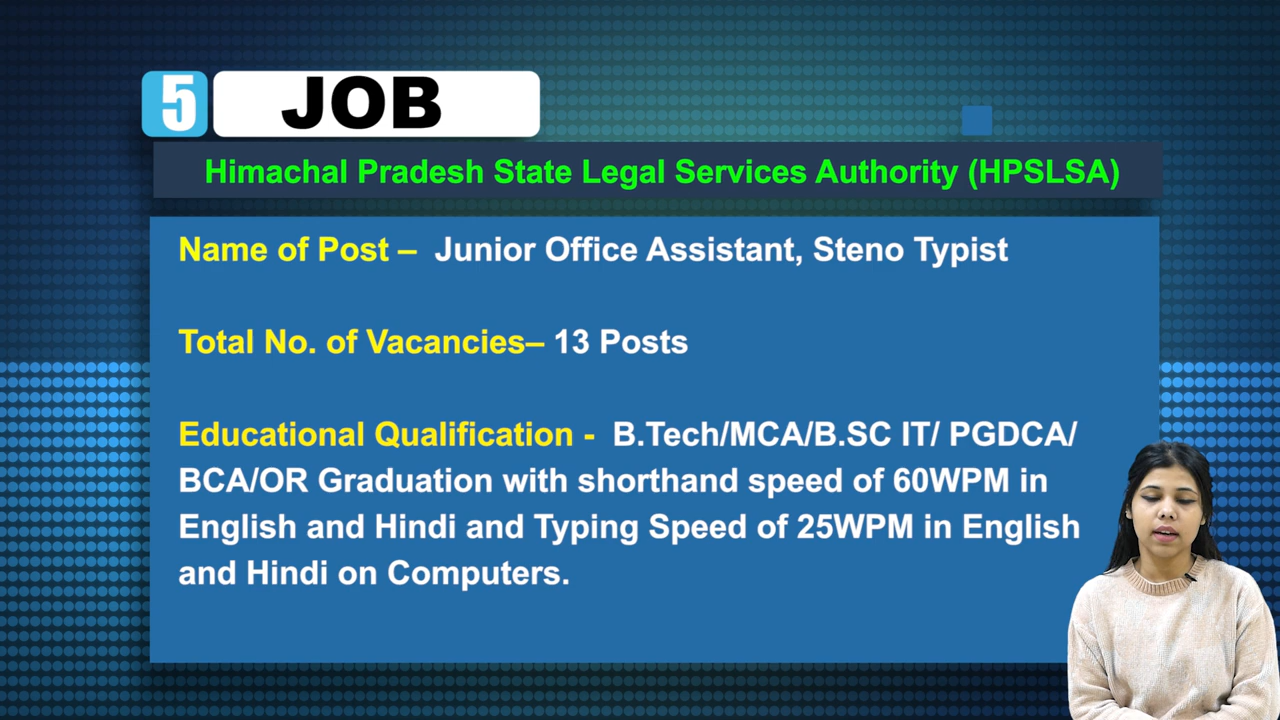 5 JOB
Himachal Pradesh State Legal Services Authority (HPSLSA)
Name of Post – Junior Office Assistant, Steno Typist
Total No. of Vacancies– 13 Posts
Educational Qualification - B.Tech/MCA/B.SC IT/ PGDCA/
BCA/OR Graduation with shorthand speed of 60WPM in
English and Hindi and Typing Speed of 25WPM in English
and Hindi on Computers.